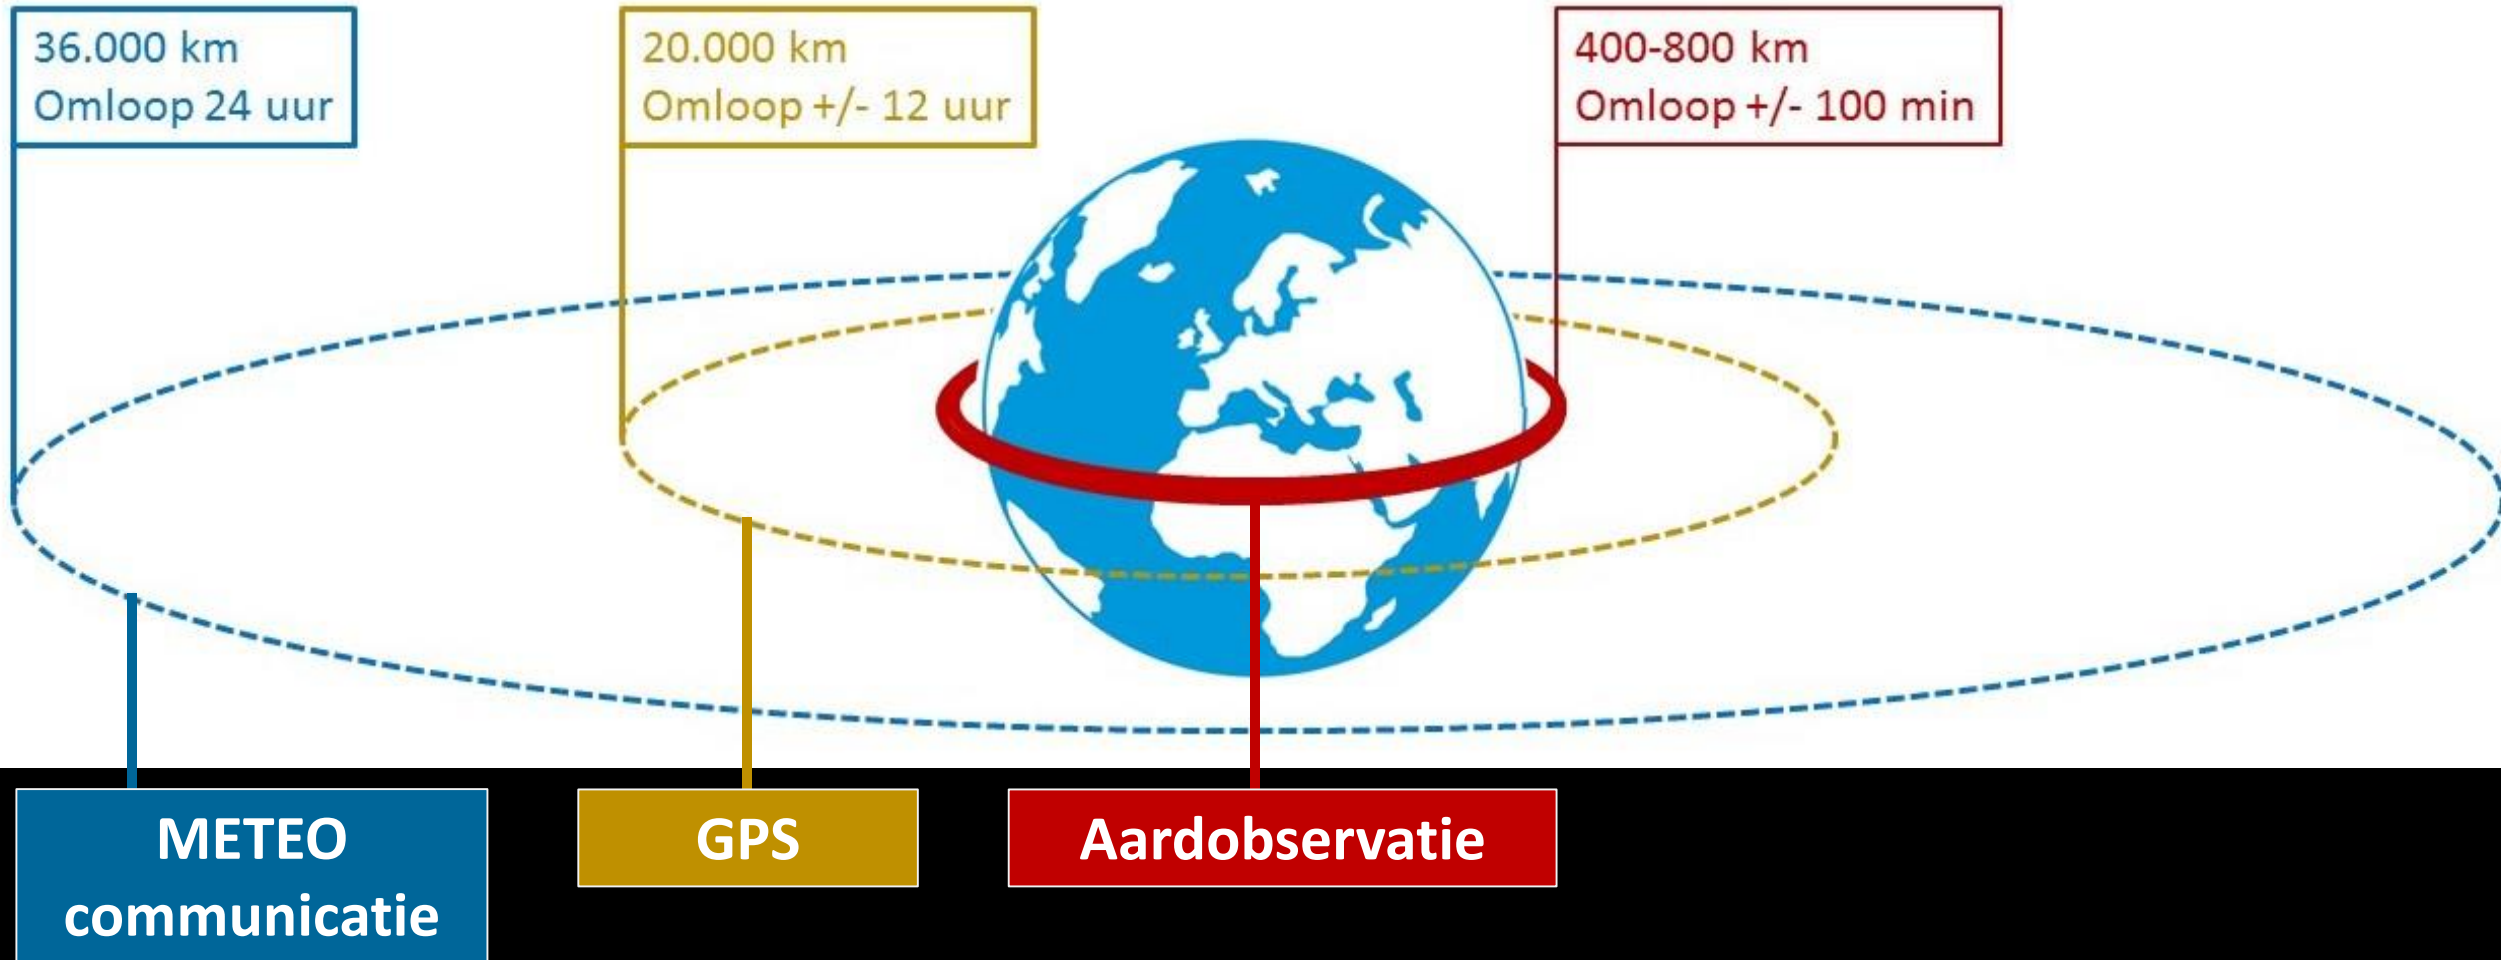 36.000 km
Omloop 24 uur
20.000 km
Omloop +/- 12 uur
400-800 km
Omloop +/- 100 min
METEO
communicatie
GPS
Aardobservatie